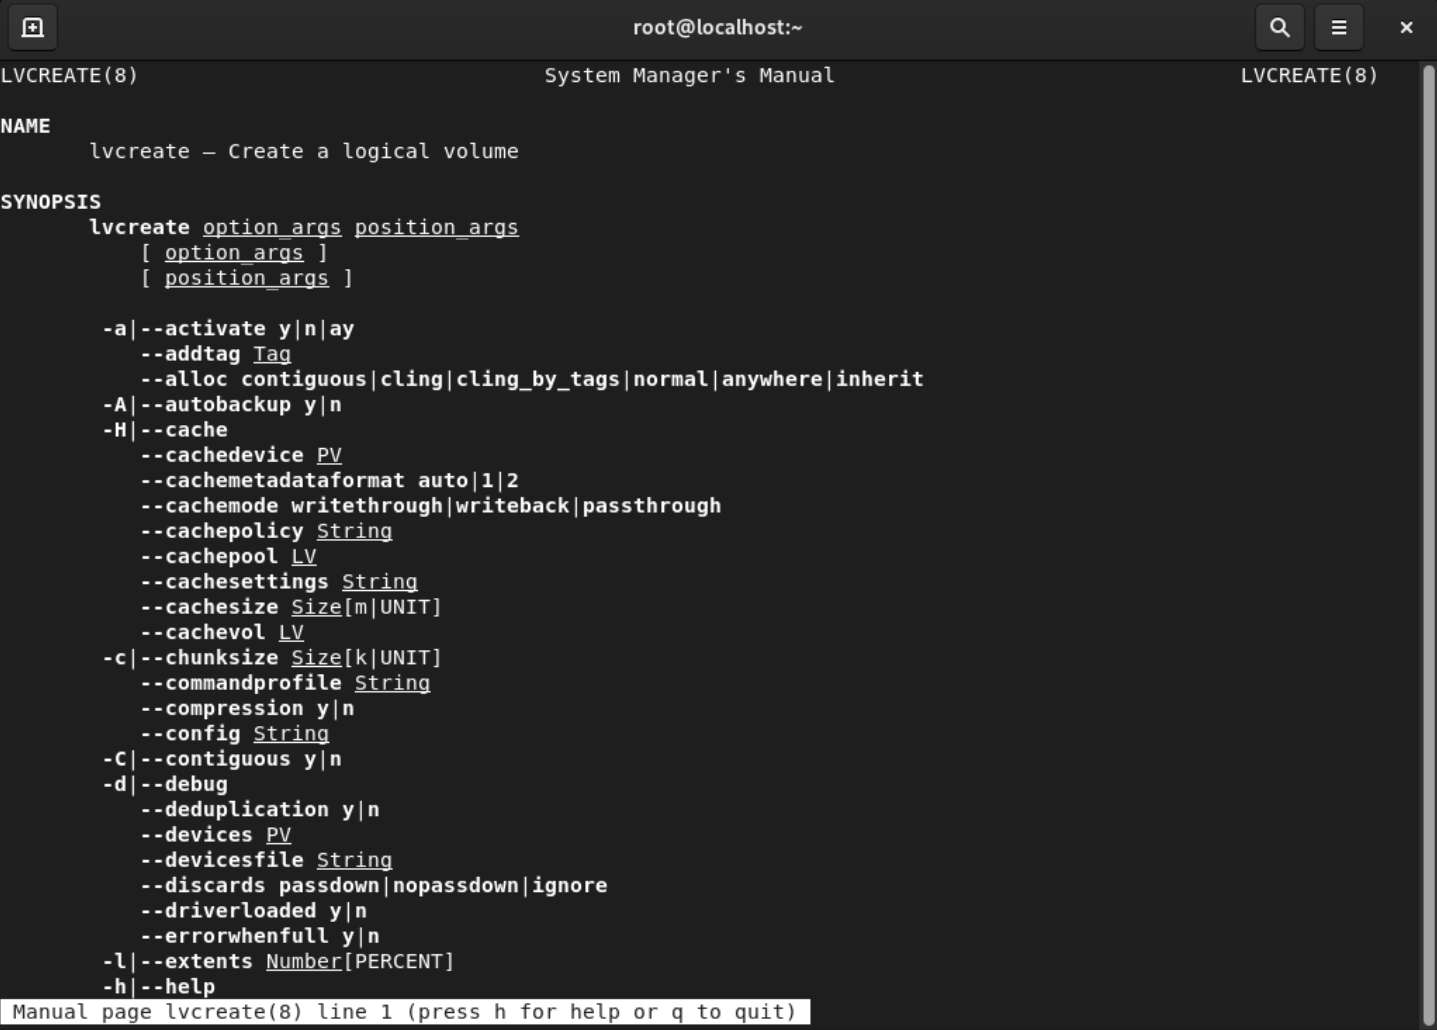 root@localhost:~
LVCREATE(8) System Manager's Manual LVCREATE(8)
NAME
lvcreate — Create a logical volume
SYNOPSIS
lvcreate option_args position_args
[ option_args ]
[ position_args ]
-a|--activate y|n|ay
--addtag Tag
--alloc contiguous|cling|cling_by_tags|normal|anywhere|inherit
-A|--autobackup y|n
-H|--cache
--cachedevice PV
--cachemetadataformat auto|1|2
--cachemode writethrough|writeback|passthrough
--cachepolicy String
--cachepool LV
--cachesettings String
--cachesize Size[m|UNIT]
--cachevol LV
-c|--chunksize Size[k|UNIT]
--commandprofile String
--compression y|n
--config String
-C|--contiguous y|n
-d|--debug
--deduplication y|n
--devices PV
--devicesfile String
--discards passdown|nopassdown|ignore
--driverloaded y|n
--errorwhenfull y|n
-l|--extents Number[PERCENT]
-h|--help
Manual page lvcreate(8) line 1 (press h for help or q to quit)